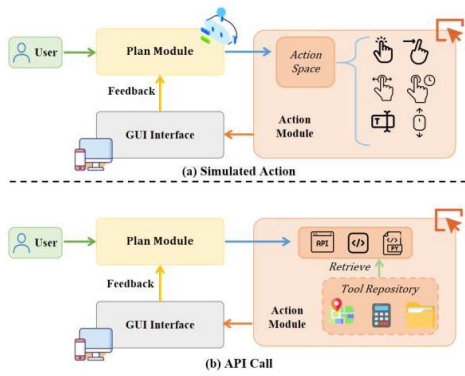 User
Plan Module
Action
Space
Feedback
GUI Interface
Action
Module
T
(a) Simulated Action
User
Plan Module
API
PY
Retrieve
Feedback
Tool Repository
GUI Interface
Action
Module
(b) API Call